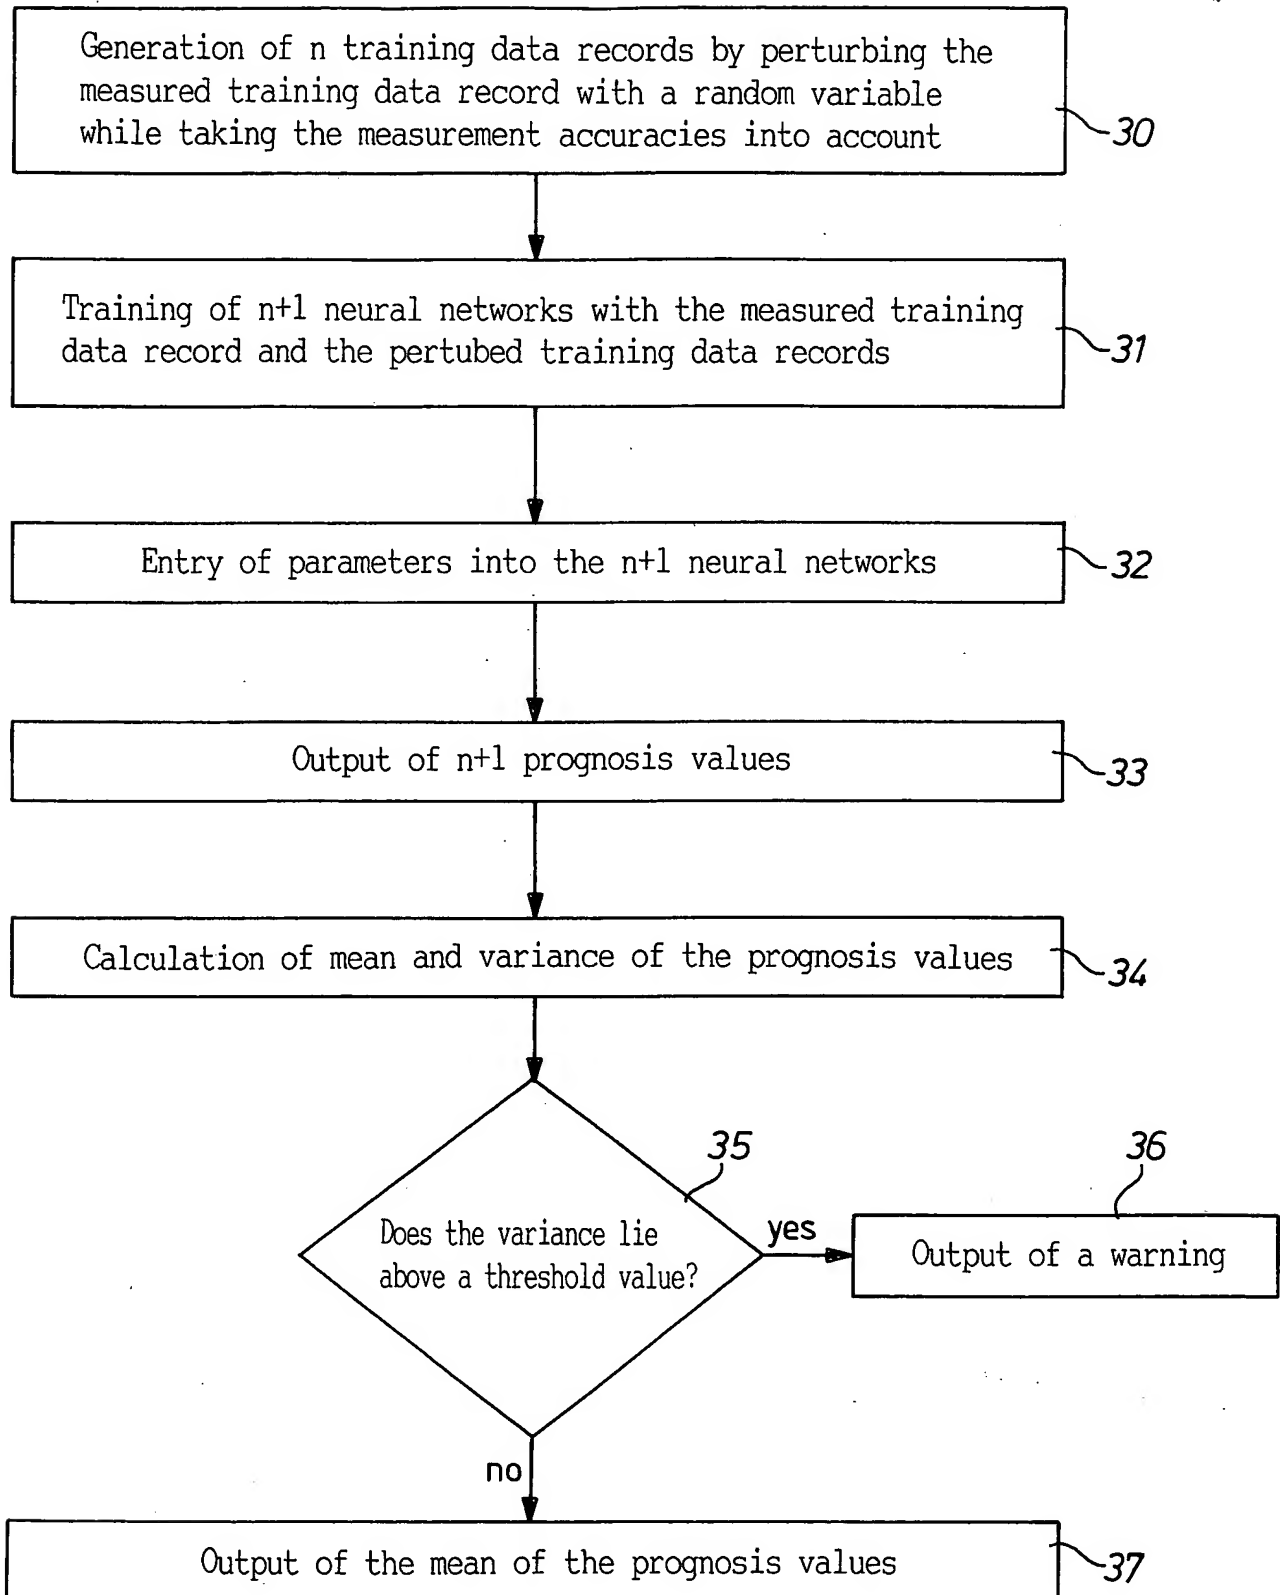 Generation of n training data records by perturbing the
measured training data record with a random variable
while taking the measurement accuracies into account
30
Training of n+1 neural networks with the measured training
data record and the pertubed training data records
31
Entry of parameters into the n+1 neural networks
32
Output of n+1 prognosis values
33
Calculation of mean and variance of the prognosis values
34
35
Does the variance lie
above a threshold value?
yes
36
Output of a warning
no
Output of the mean of the prognosis values
37